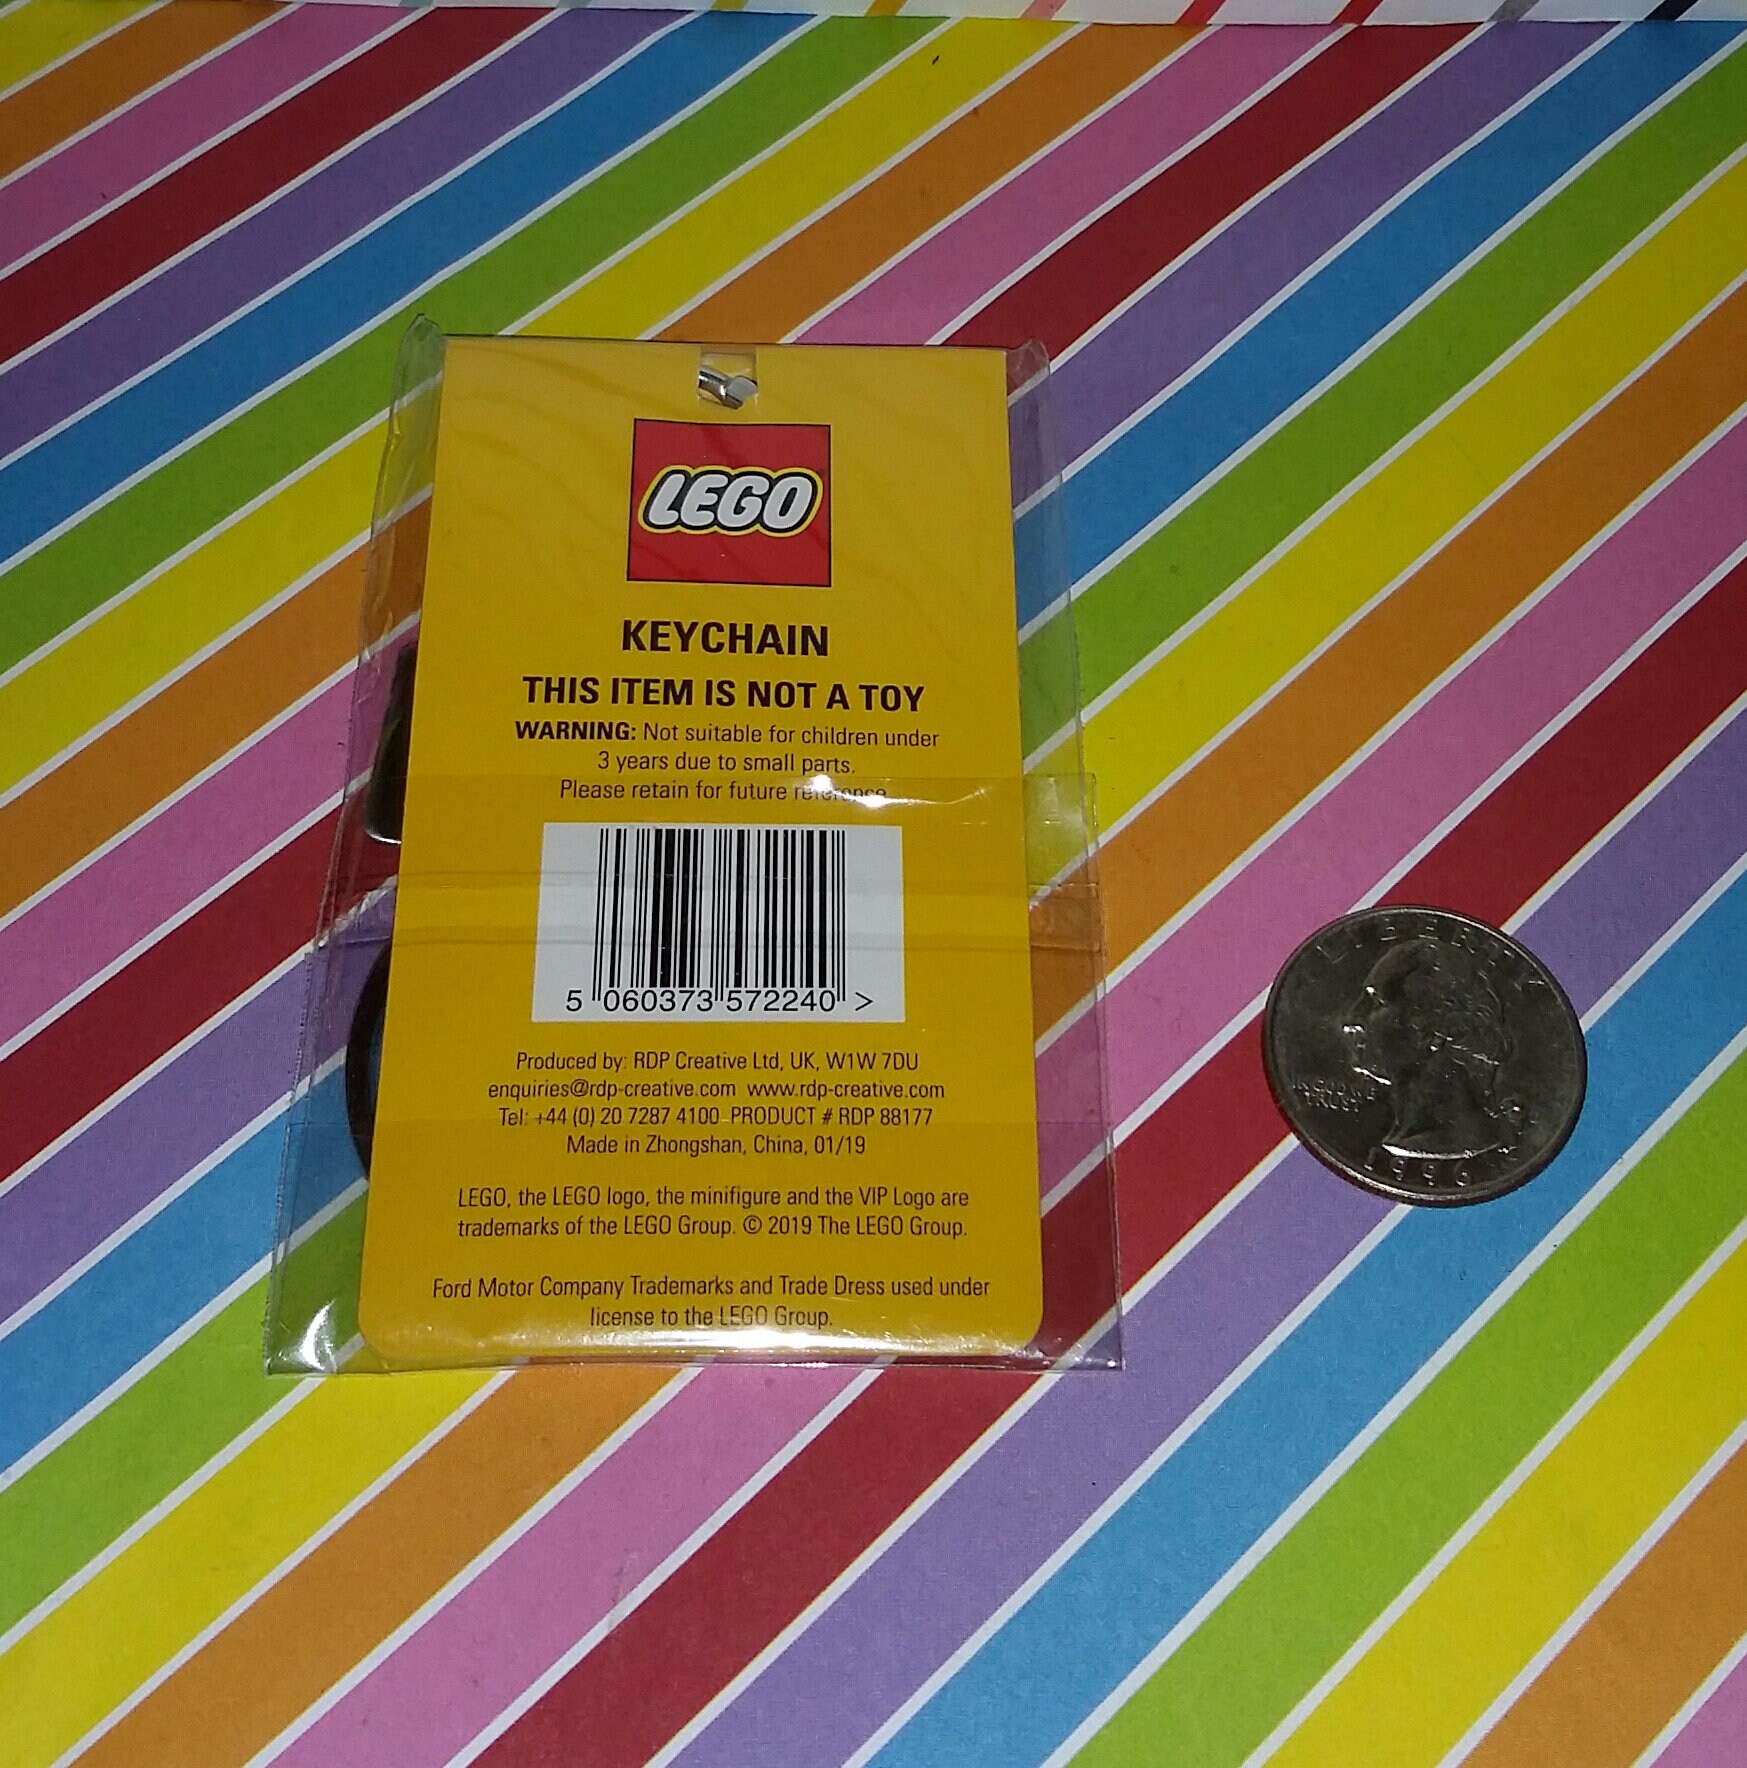 LEGO
KEYCHAIN
THIS ITEM IS NOT A TOY
WARNING: Not suitable for children under
3 years due to small parts.
Please retain for future reference
5 060373 572240 >
Produced by: RDP Creative Ltd, UK, W1W 7DU
enquiries@rdp-creative.com www.rdp-creative.com
Tel: +44 (0) 20 7287 4100 PRODUCT # RDP 88177
Made in Zhongshan, China, 01/19
LEGO, the LEGO logo, the minifigure and the VIP Logo are
trademarks of the LEGO Group. © 2019 The LEGO Group.
Ford Motor Company Trademarks and Trade Dress used under
license to the LEGO Group.
LIBERTY
IN GOD WE
TRUST
1996